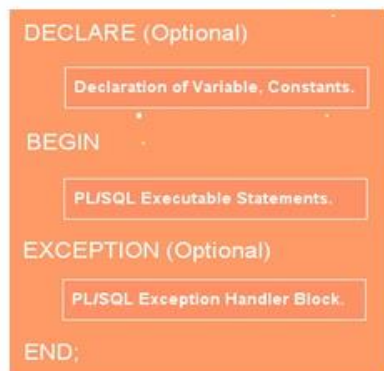 DECLARE (Optional)
Declaration of Variable, Constants.
BEGIN
PL/SQL Executable Statements.
EXCEPTION (Optional)
PL/SQL Exception Handler Block.
END;